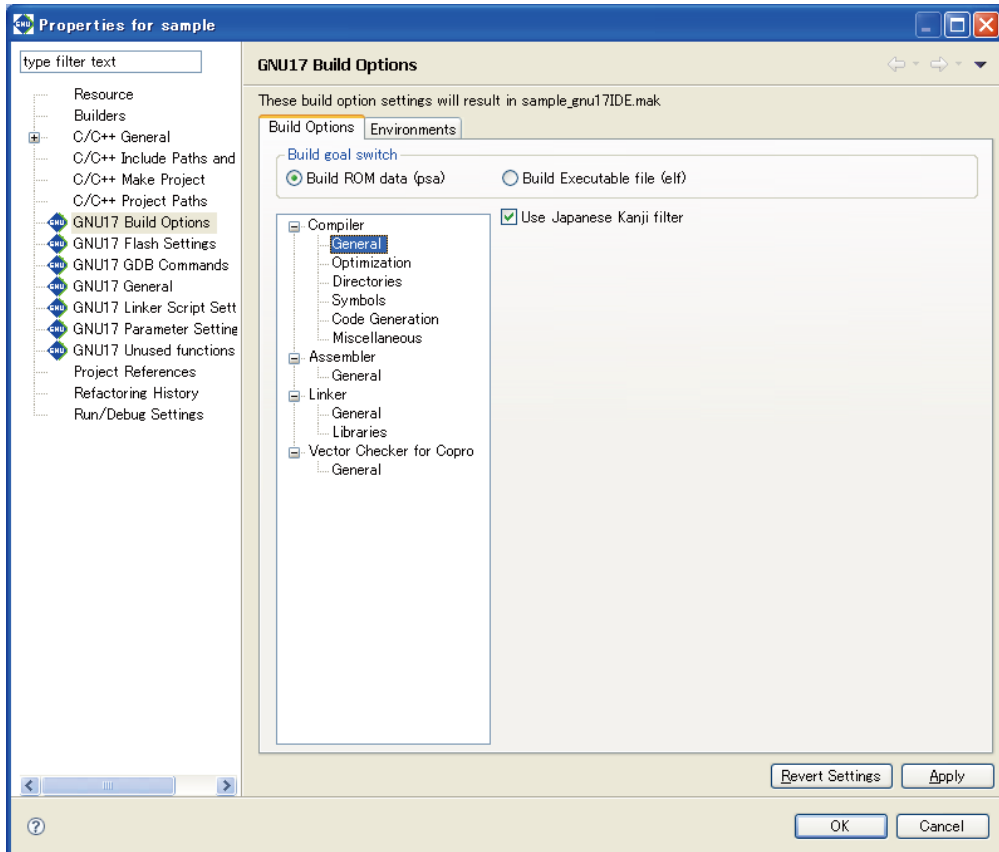 Properties for sample
type filter text
GNU17 Build Options
Resource
Builders
C/C++ General
C/C++ Include Paths and
C/C++ Make Project
C/C++ Project Paths
GNU17 Build Options
GNU17 Flash Settings
GNU17 GDB Commands
GNU17 General
GNU17 Linker Script Sett
GNU17 Parameter Setting
GNU17 Unused functions
Project References
Refactoring History
Run/Debug Settings
These build option settings will result in sample_gnu17IDE.mak
Build Options Environments
Build goal switch
Build ROM data (psa) Build Executable file (elf)
Use Japanese Kanji filter
Compiler
General
Optimization
Directories
Symbols
Code Generation
Miscellaneous
Assembler
General
Linker
General
Libraries
Vector Checker for Copro
General
Revert Settings Apply
OK Cancel